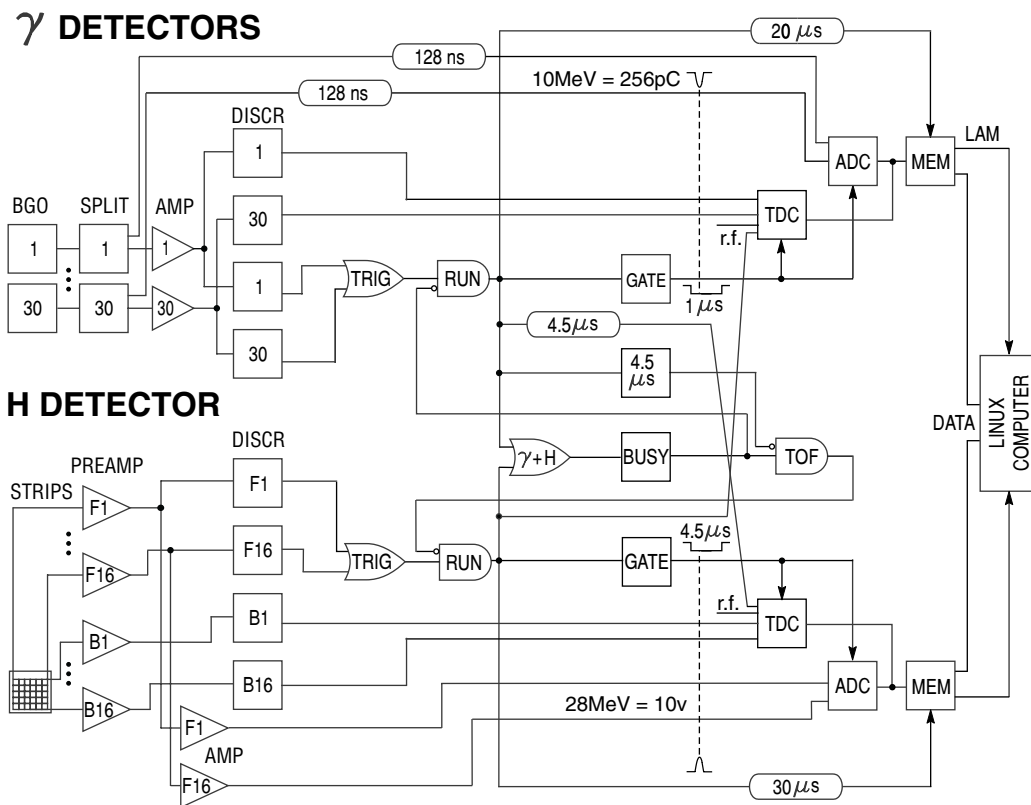 γ DETECTORS
20 μs
128 ns
10MeV = 256pC
128 ns
DISCR
LAM
1
ADC
MEM
BGO
SPLIT
AMP
30
TDC
1
1
1
r.f.
1
TRIG
RUN
GATE
30
30
30
1μs
4.5μs
30
4.5
μs
LINUX
COMPUTER
H DETECTOR
DATA
DISCR
γ+H
BUSY
TOF
PREAMP
F1
STRIPS
F1
4.5μs
F16
TRIG
RUN
GATE
F16
r.f.
B1
TDC
B1
B16
ADC
MEM
B16
28MeV = 10v
F1
AMP
F16
30μs